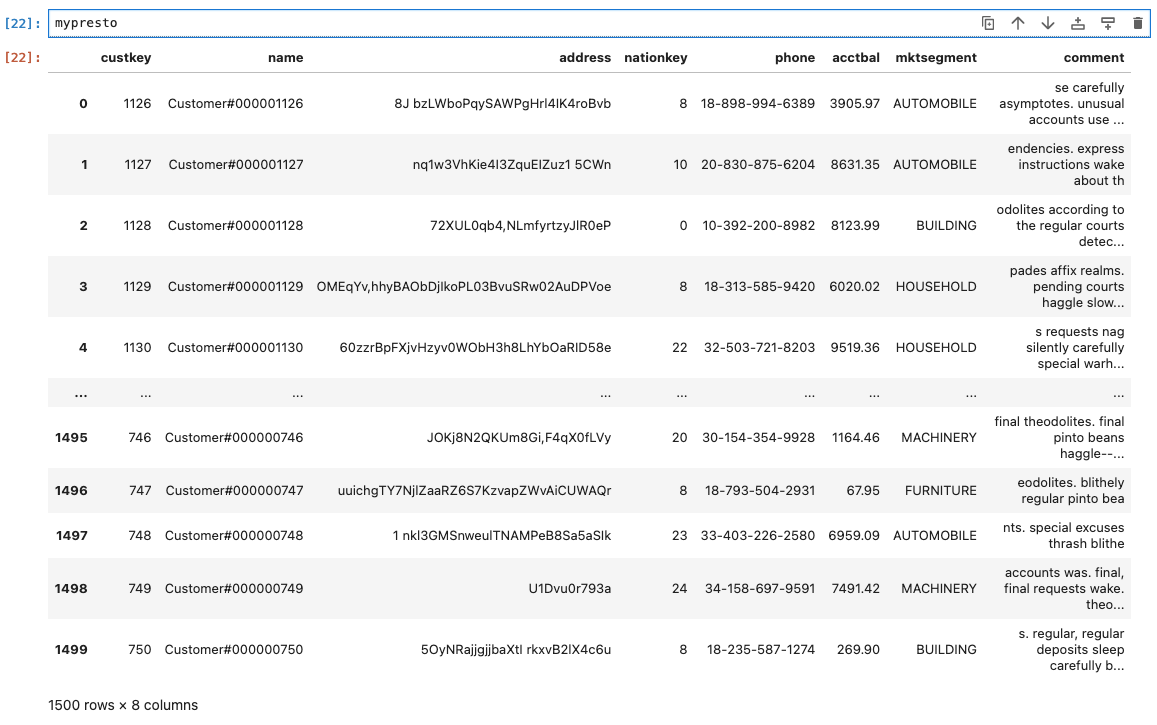 [22]: mypresto
[22]: custkey name address nationkey phone acctbal mktsegment comment
0 1126 Customer#000001126 8J bzLWboPqySAWPgHrl4IK4roBvb 8 18-898-994-6389 3905.97 AUTOMOBILE se carefully
asymptotes. unusual
accounts use ...
1 1127 Customer#000001127 nq1w3VhKie4I3ZquEIZuz1 5CWn 10 20-830-875-6204 8631.35 AUTOMOBILE endencies. express
instructions wake
about th
2 1128 Customer#000001128 72XUL0qb4,NLmfyrtzyJlR0eP 0 10-392-200-8982 8123.99 BUILDING odolites according to
the regular courts
detec...
3 1129 Customer#000001129 OMEqYv,hhyBAObDjIkoPL03BvuSRw02AuDPVoe 8 18-313-585-9420 6020.02 HOUSEHOLD pades affix realms.
pending courts
haggle slow...
4 1130 Customer#000001130 60zzrBpFXjvHzyv0WObH3h8LhYbOaRID58e 22 32-503-721-8203 9519.36 HOUSEHOLD s requests nag
silently carefully
special warh...
... ... ... ... ... ... ... ... ...
1495 746 Customer#000000746 JOKj8N2QKUm8Gi,F4qX0fLVy 20 30-154-354-9928 1164.46 MACHINERY final theodolites. final
pinto beans
haggle--...
1496 747 Customer#000000747 uuichgTY7NjlZaaRZ6S7KzvapZWvAiCUWAQr 8 18-793-504-2931 67.95 FURNITURE eodolites. blithely
regular pinto bea
1497 748 Customer#000000748 1 nkl3GMSnweulTNAMPeB8Sa5aSlk 23 33-403-226-2580 6959.09 AUTOMOBILE nts. special excuses
thrash blithe
1498 749 Customer#000000749 U1Dvu0r793a 24 34-158-697-9591 7491.42 MACHINERY accounts was. final,
final requests wake.
theo...
1499 750 Customer#000000750 5OyNRajjgjjbaXtl rkxvB2lX4c6u 8 18-235-587-1274 269.90 BUILDING s. regular, regular
deposits sleep
carefully b...
1500 rows × 8 columns